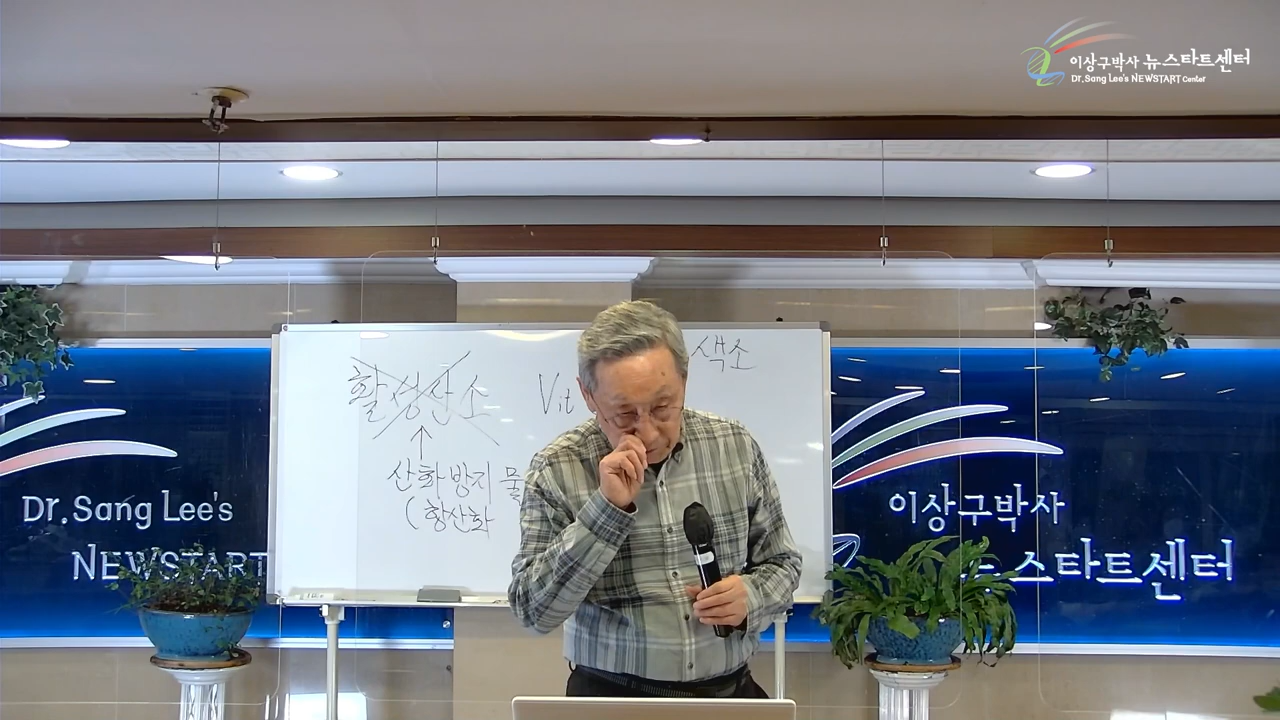 이상구박사 뉴스타트센터
Dr. Sang Lee's NEWSTART Center
활성산소
Vit
색소
산화방지 물
(항산화
Dr. Sang Lee's
NEWSTART
이상구박사
뉴스타트센터